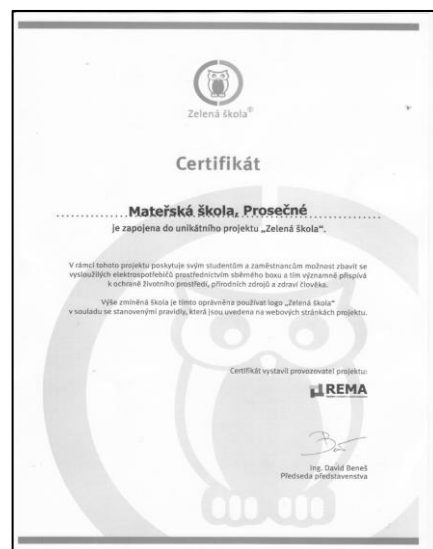 Zelená škola®
Certifikát
Mateřská škola, Prosečné
je zapojena do unikátního projektu „Zelená škola".
V rámci tohoto projektu poskytuje svým studentům a zaměstnancům možnost zbavit se
vysloužilých elektrospotřebičů prostřednictvím sběrného boxu a tím významně přispívá
k ochraně životního prostředí, přírodních zdrojů a zdraví člověka.
Výše zmíněná škola je tímto oprávněna používat logo „Zelená škola"
v souladu se stanovenými pravidly, která jsou uvedena na webových stránkách projektu.
Certifikát vystavil provozovatel projektu:
REMA
Ing. David Beneš
Předseda představenstva